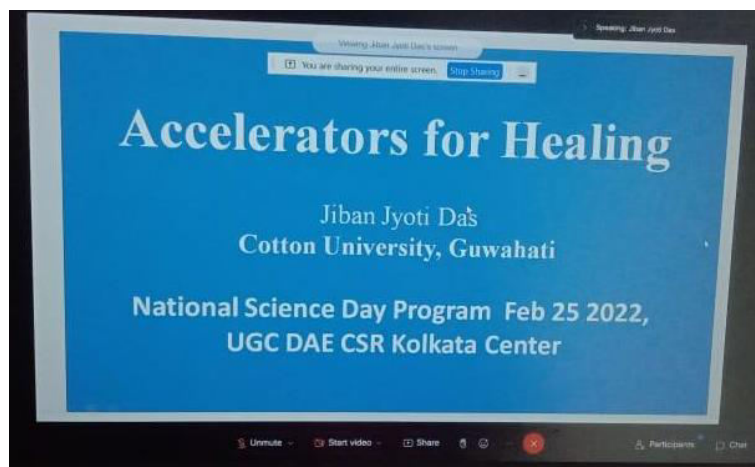 Speaking: Jiban Jyoti Das
Viewing Jiban Jyoti Das's screen
You are sharing your entire screen. Stop Sharing
Accelerators for Healing
Jiban Jyoti Das
Cotton University, Guwahati
National Science Day Program Feb 25 2022,
UGC DAE CSR Kolkata Center
Unmute Start video Share Participants Chat